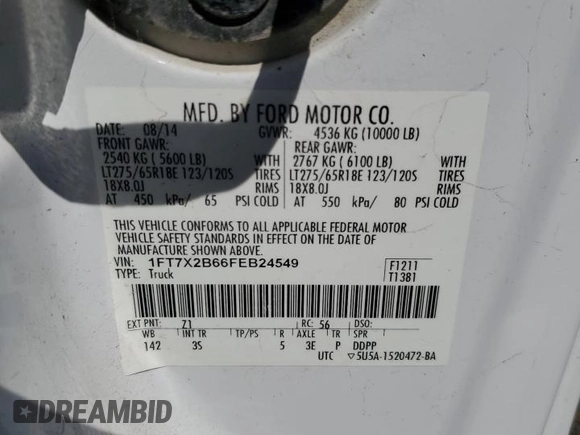 MFD. BY FORD MOTOR CO.
DATE: 08/14 GVWR: 4536 KG (10000 LB)
FRONT GAWR: REAR GAWR:
2540 KG ( 5600 LB) WITH 2767 KG ( 6100 LB) WITH
LT275/65R18E 123/120S TIRES LT275/65R18E 123/120S TIRES
18X8.0J RIMS 18X8.0J RIMS
AT 450 kPa/ 65 PSI COLD AT 550 kPa/ 80 PSI COLD
THIS VEHICLE CONFORMS TO ALL APPLICABLE FEDERAL MOTOR
VEHICLE SAFETY STANDARDS IN EFFECT ON THE DATE OF
MANUFACTURE SHOWN ABOVE.
VIN: 1FT7X2B66FEB24549 F1211
TYPE: Truck T1381
EXT PNT: Z1 RC: 56 DSO:
WB INT TR TP/PS R AXLE TR SPR
142 3S 5 3E P DDPP
UTC ▽5U5A-1520472-BA
DREAMBID